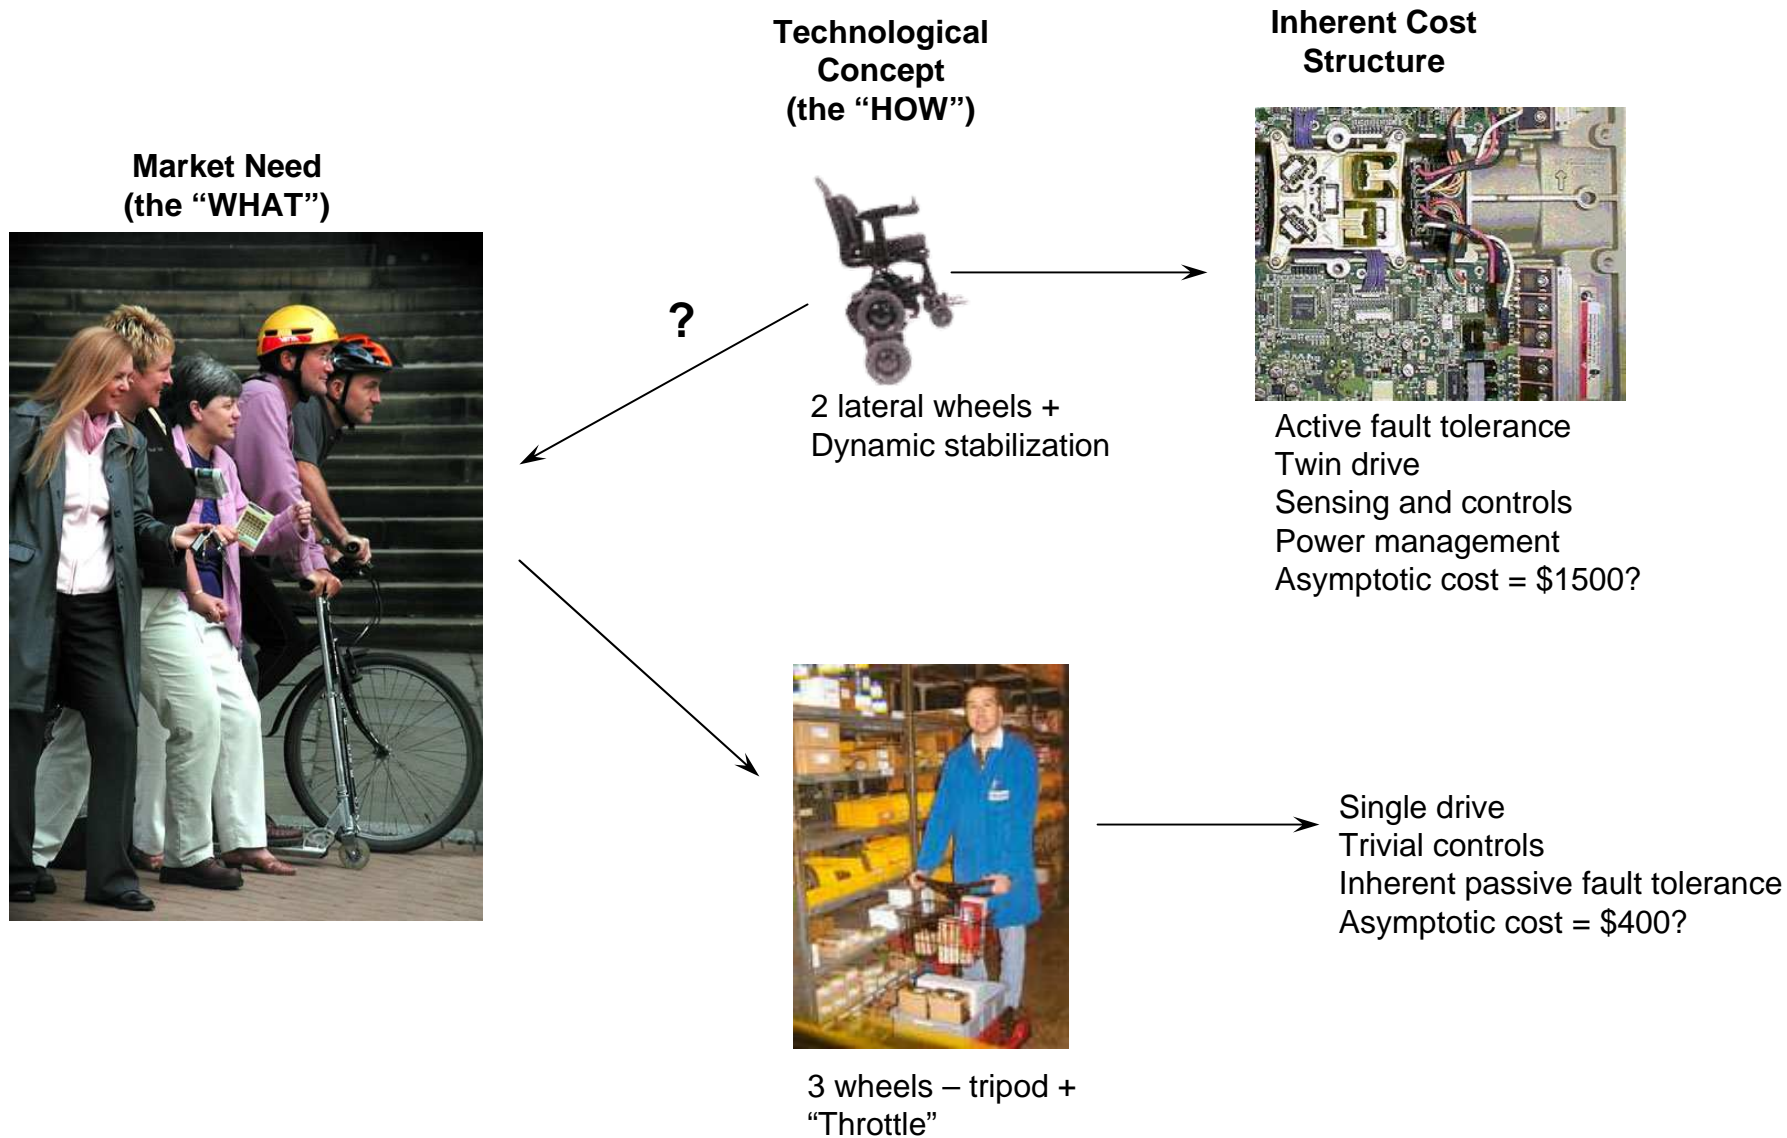 Technological
Concept
(the “HOW”)
Inherent Cost
Structure
Market Need
(the “WHAT”)
?
2 lateral wheels +
Dynamic stabilization
Active fault tolerance
Twin drive
Sensing and controls
Power management
Asymptotic cost = $1500?
Single drive
Trivial controls
Inherent passive fault tolerance
Asymptotic cost = $400?
3 wheels – tripod +
“Throttle”